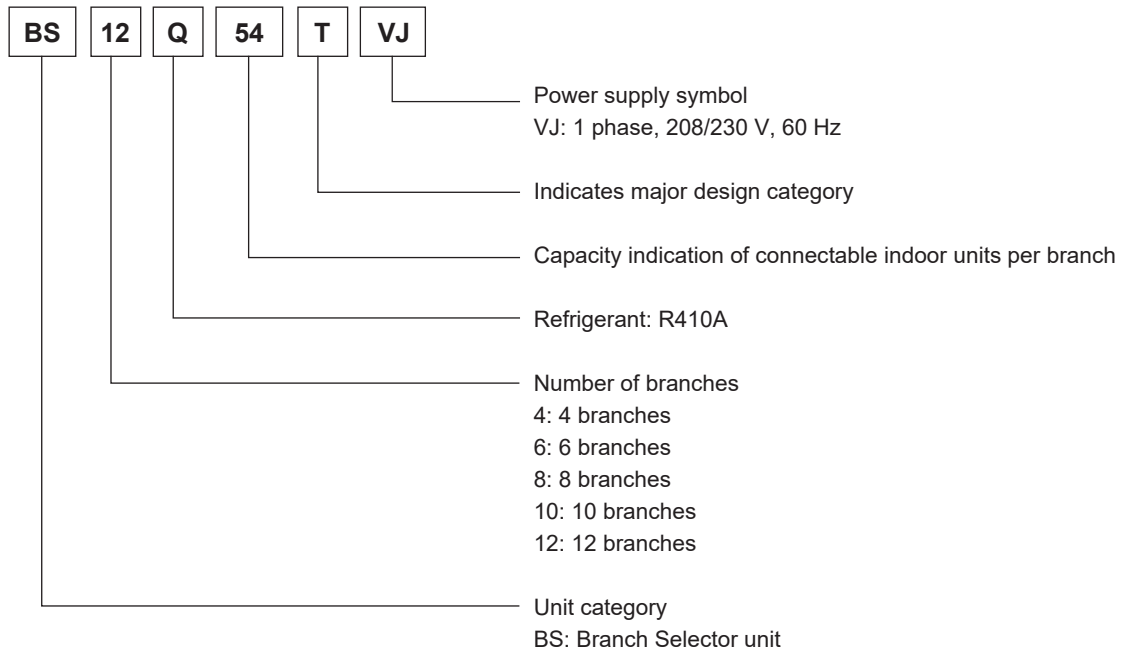 BS 12 Q 54 T VJ
Power supply symbol
VJ: 1 phase, 208/230 V, 60 Hz
Indicates major design category
Capacity indication of connectable indoor units per branch
Refrigerant: R410A
Number of branches
4: 4 branches
6: 6 branches
8: 8 branches
10: 10 branches
12: 12 branches
Unit category
BS: Branch Selector unit